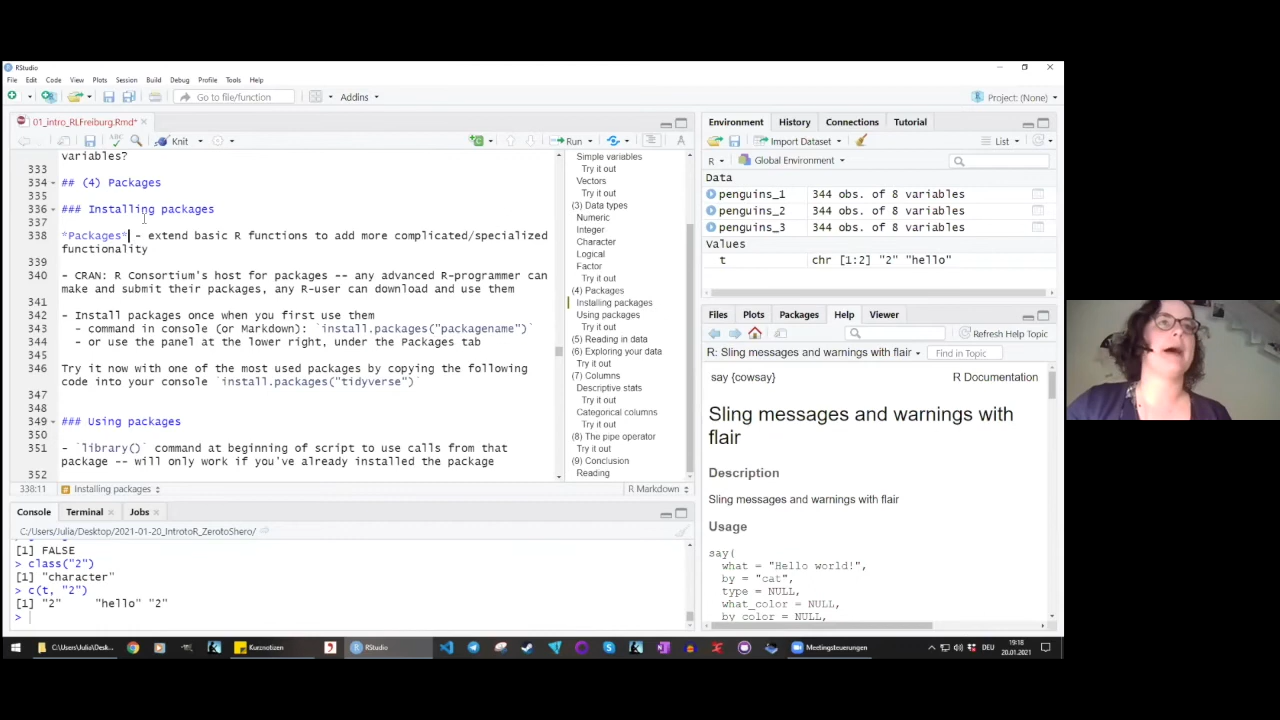 RStudio
File Edit Code View Plots Session Build Debug Profile Tools Help
Go to file/function Addins Project: (None)
01_intro_RLFreiburg.Rmd*
Knit Run
variables?
333
334 ## (4) Packages
335
336 ### Installing packages
337
338 *Packages* - extend basic R functions to add more complicated/specialized
functionality
339
340 - CRAN: R Consortium's host for packages -- any advanced R-programmer can
make and submit their packages, any R-user can download and use them
341
342 - Install packages once when you first use them
343 - command in console (or Markdown): `install.packages("packagename")`
344 - or use the panel at the lower right, under the Packages tab
345
346 Try it now with one of the most used packages by copying the following
code into your console `install.packages("tidyverse")`
347
348
349 ### Using packages
350
351 - `library()` command at beginning of script to use calls from that
package -- will only work if you've already installed the package
352
338:11 Installing packages R Markdown
Simple variables
Try it out
Vectors
Try it out
(3) Data types
Numeric
Integer
Character
Logical
Factor
Try it out
(4) Packages
Installing packages
Using packages
Try it out
(5) Reading in data
(6) Exploring your data
Try it out
(7) Columns
Descriptive stats
Try it out
Categorical columns
Try it out
(8) The pipe operator
Try it out
(9) Conclusion
Reading
Console Terminal Jobs
C:/Users/Julia/Desktop/2021-01-20_IntrotoR_ZerotoShero/
[1] FALSE
> class("2")
[1] "character"
> c(t, "2")
[1] "2" "hello" "2"
>
Environment History Connections Tutorial
Import Dataset List
R Global Environment
Data
penguins_1 344 obs. of 8 variables
penguins_2 344 obs. of 8 variables
penguins_3 344 obs. of 8 variables
Values
t chr [1:2] "2" "hello"
Files Plots Packages Help Viewer
Refresh Help Topic
R: Sling messages and warnings with flair Find in Topic
say {cowsay} R Documentation
Sling messages and warnings with
flair
Description
Sling messages and warnings with flair
Usage
say(
what = "Hello world!",
by = "cat",
type = NULL,
what_color = NULL,
by_color = NULL,
C:\Users\Julia\Desk... Kurznotizen RStudio Meetingsteuerungen DEU 19:18
20.01.2021